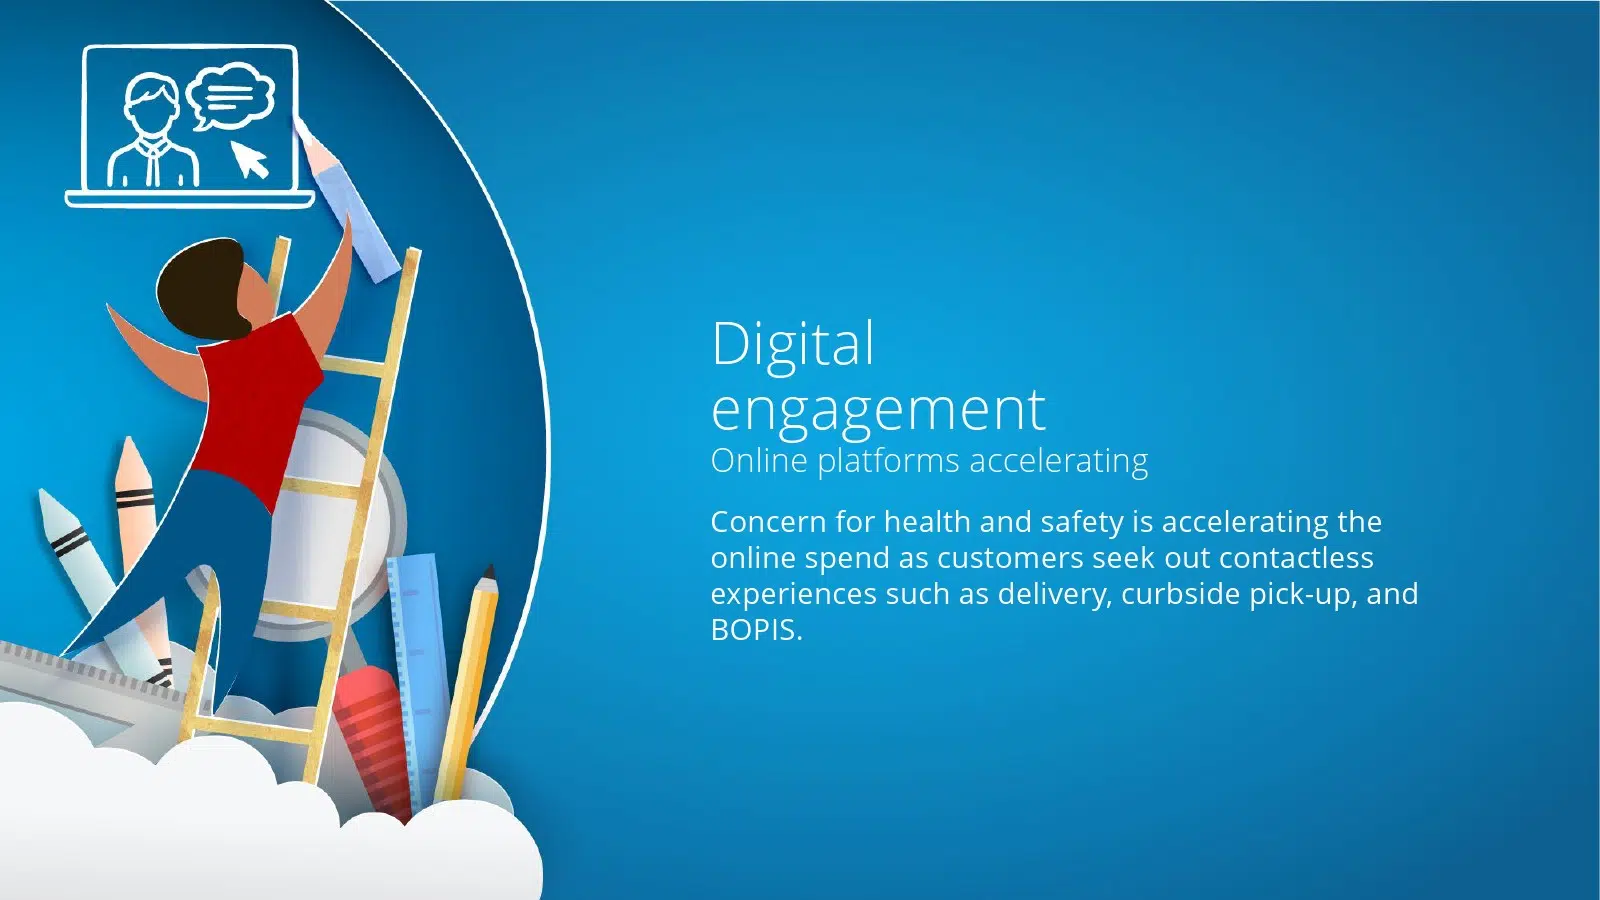 Digital
engagement
Online platforms accelerating
Concern for health and safety is accelerating the
online spend as customers seek out contactless
experiences such as delivery, curbside pick-up, and
BOPIS.